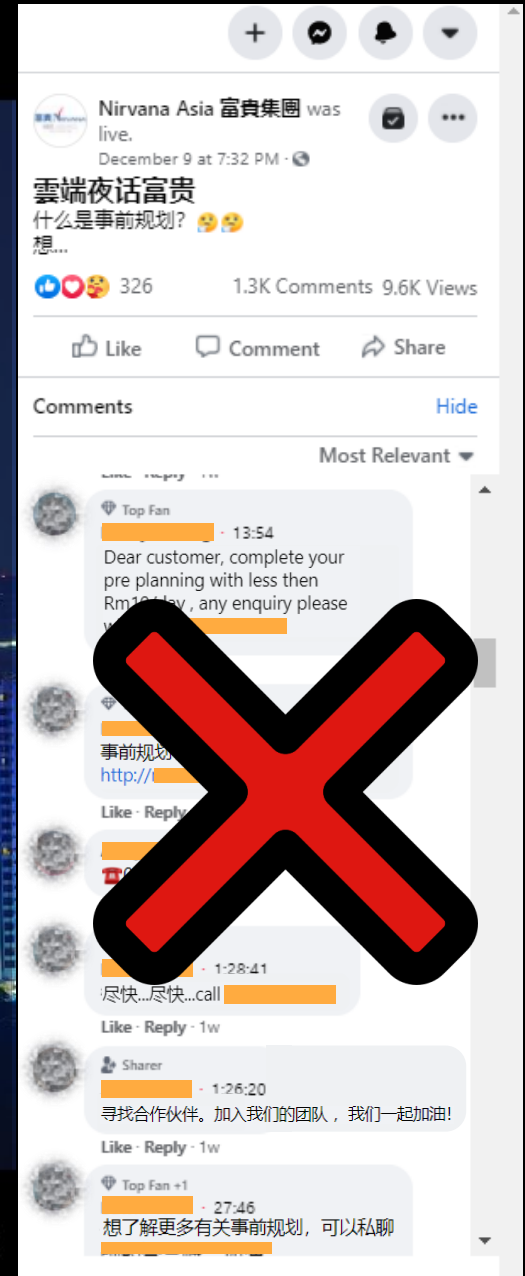 Nirvana Asia 富貴集團 was
live.
December 9 at 7:32 PM ·
雲端夜话富贵
什么是事前规划? 🤔🤔
想...
326
1.3K Comments 9.6K Views
Like Comment Share
Comments Hide
Most Relevant
Like · Reply · 1w
Top Fan
· 13:54
Dear customer, complete your
pre planning with less then
Rm10/day , any enquiry please
事前规划
http://
Like · Reply
☎
· 1:28:41
尽快...尽快...call
Like · Reply · 1w
Sharer
· 1:26:20
寻找合作伙伴。加入我们的团队，我们一起加油!
Like · Reply · 1w
Top Fan +1
· 27:46
想了解更多有关事前规划，可以私聊